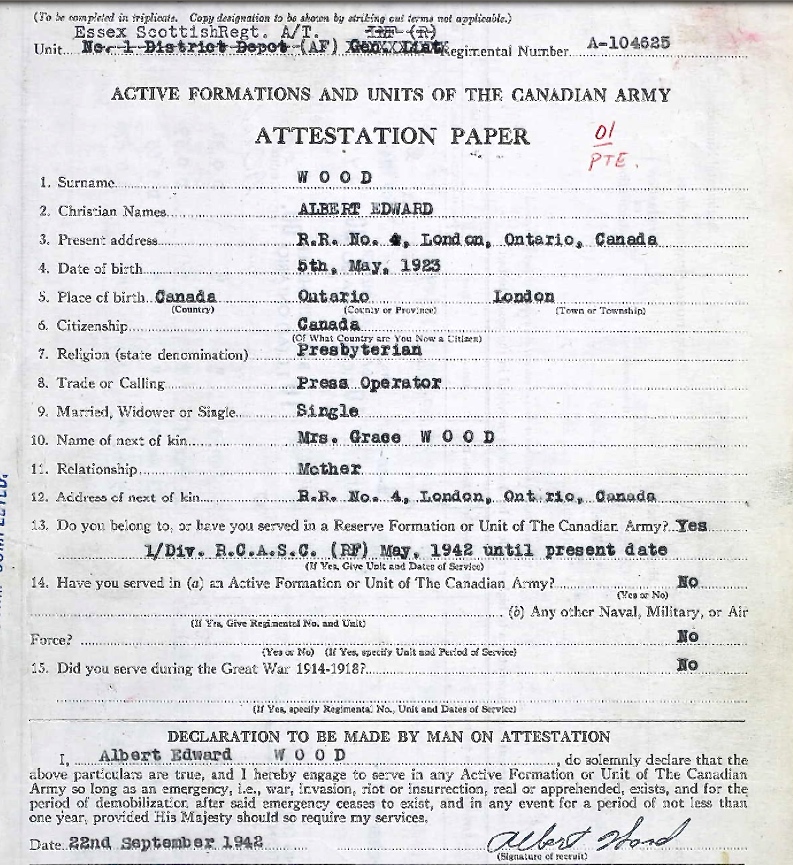 (To be completed in triplicate. Copy designation to be shown by striking out terms not applicable.)
Essex ScottishRegt. A/T.
Unit No. 1 District Depot (AF) Regimental Number A-104625
ACTIVE FORMATIONS AND UNITS OF THE CANADIAN ARMY
ATTESTATION PAPER
01
PTE.
1. Surname W O O D
2. Christian Names ALBERT EDWARD
3. Present address R.R. No. 4, London, Ontario, Canada
4. Date of birth 5th, May, 1923
5. Place of birth Canada Ontario London
(Country) (County or Province) (Town or Township)
6. Citizenship Canada
(Of What Country are You Now a Citizen)
7. Religion (state denomination) Presbyterian
8. Trade or Calling Press Operator
9. Married, Widower or Single Single
10. Name of next of kin Mrs. Grace W O O D
11. Relationship Mother
12. Address of next of kin R.R. No. 4, London, Ontario, Canada
13. Do you belong to, or have you served in a Reserve Formation or Unit of The Canadian Army? Yes
1/Div. R.C.A.S.C. (RF) May, 1942 until present date
(If Yes, Give Unit and Dates of Service)
14. Have you served in (a) an Active Formation or Unit of The Canadian Army? No
(Yes or No)
(b) Any other Naval, Military, or Air
(If Yes, Give Regimental No. and Unit)
Force? No
(Yes or No) (If Yes, specify Unit and Period of Service)
15. Did you serve during the Great War 1914-1918? No
(If Yes, specify Regimental No., Unit and Dates of Service)
DECLARATION TO BE MADE BY MAN ON ATTESTATION
I, Albert Edward W O O D, do solemnly declare that the
above particulars are true, and I hereby engage to serve in any Active Formation or Unit of The Canadian
Army so long as an emergency, i.e., war, invasion, riot or insurrection, real or apprehended, exists, and for the
period of demobilization after said emergency ceases to exist, and in any event for a period of not less than
one year, provided His Majesty should so require my services.
Date 22nd September 1942 Albert Wood
(Signature of recruit)